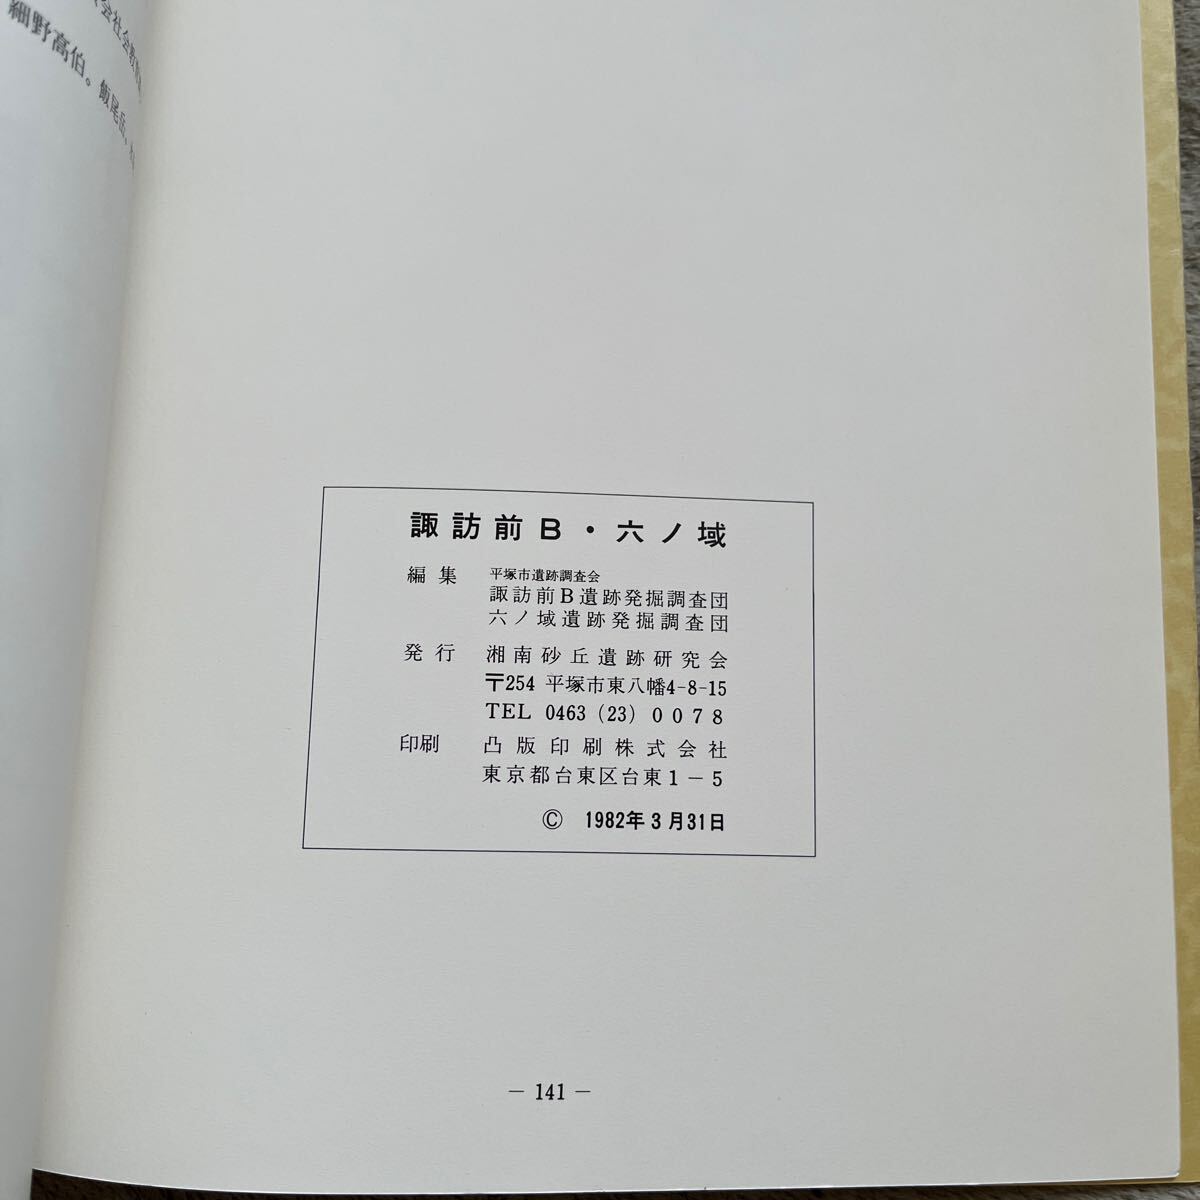 細野高伯。飯尾
諏訪前B・六ノ域
編集 平塚市遺跡調査会
諏訪前B遺跡発掘調査団
六ノ域遺跡発掘調査団
発行 湘南砂丘遺跡研究会
〒254 平塚市東八幡4-8-15
TEL 0463 (23) 0078
印刷 凸版印刷株式会社
東京都台東区台東1-5
© 1982年3月31日
— 141 —